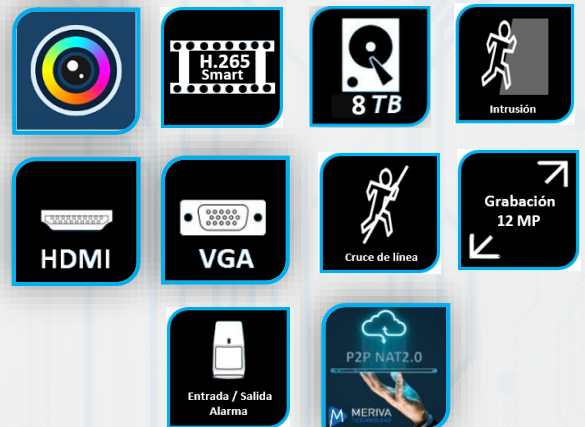 H.265
Smart
8 TB
Intrusión
HDMI
VGA
Cruce de línea
Grabación
12 MP
Entrada / Salida
Alarma
P2P NAT2.0
M MERIVA
TECHNOLOGY